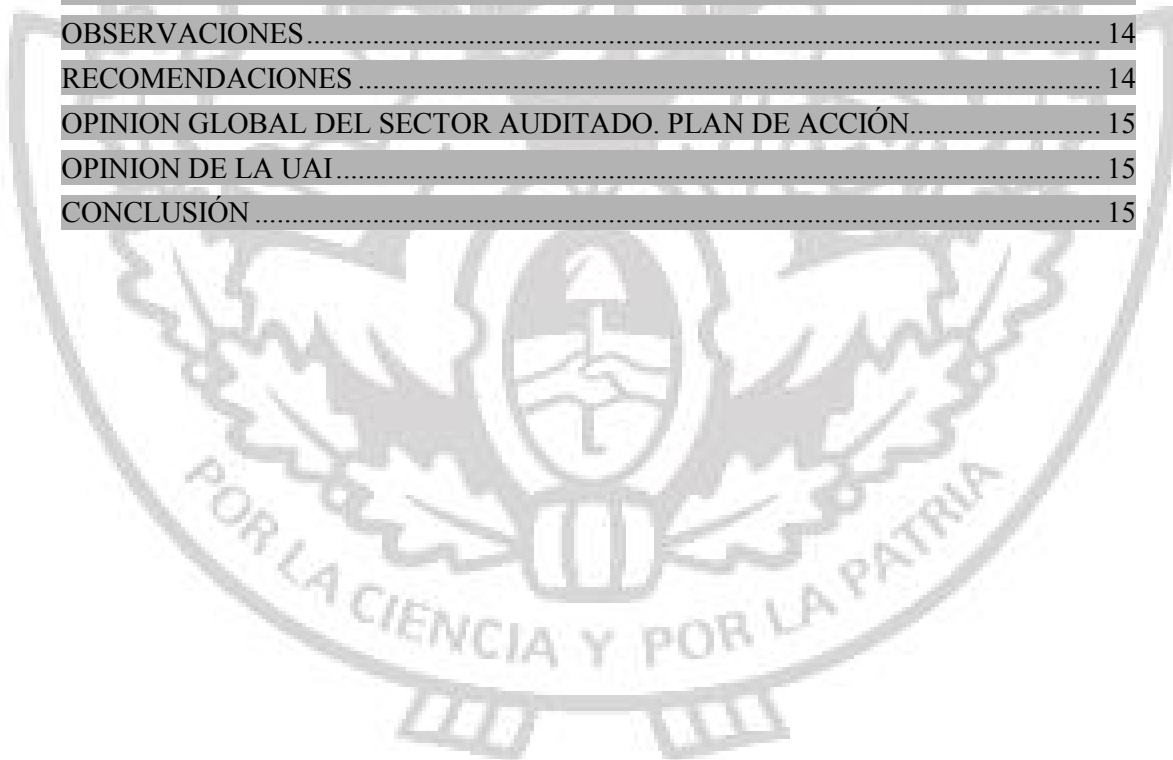 OBSERVACIONES ........ 14
RECOMENDACIONES ........ 14
OPINION GLOBAL DEL SECTOR AUDITADO. PLAN DE ACCIÓN ........ 15
OPINION DE LA UAI ........ 15
CONCLUSIÓN ........ 15
POR LA CIENCIA Y POR LA PATRIA